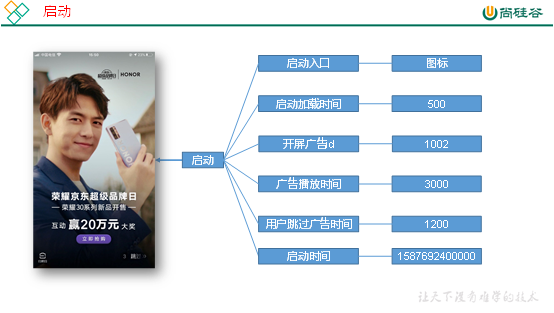 启动
尚硅谷
HONOR
荣耀京东超级品牌日
荣耀30系列新品开售
互动 赢20万元 大奖
立即抢购
启动
启动入口
图标
启动加载时间
500
开屏广告id
1002
广告播放时间
3000
用户跳过广告时间
1200
启动时间
1587692400000
让天下没有难学的技术